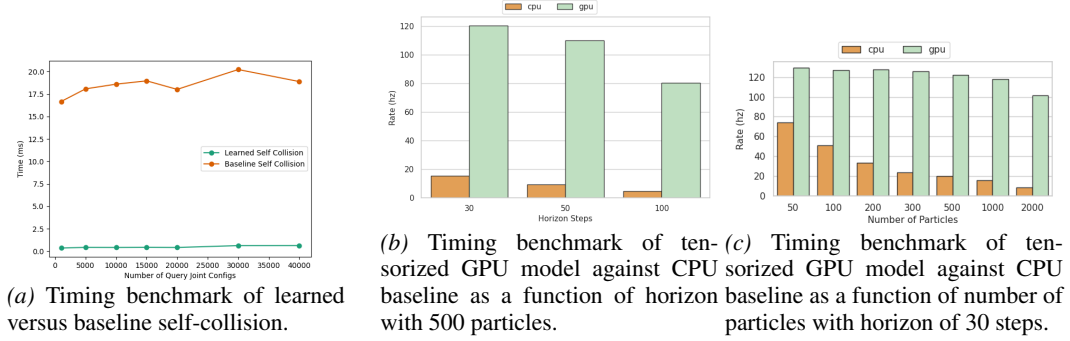 20.0
17.5
15.0
12.5
10.0
7.5
5.0
2.5
0.0
Time (ms)
Learned Self Collision
Baseline Self Collision
0 5000 10000 15000 20000 25000 30000 35000 40000
Number of Query Joint Configs
(a) Timing benchmark of learned
versus baseline self-collision.
cpu gpu
120
100
80
60
40
20
0
Rate (hz)
30 50 100
Horizon Steps
(b) Timing benchmark of ten-
sorized GPU model against CPU
baseline as a function of horizon
with 500 particles.
cpu gpu
120
100
80
60
40
20
0
Rate (hz)
50 100 200 300 500 1000 2000
Number of Particles
(c) Timing benchmark of ten-
sorized GPU model against CPU
baseline as a function of number of
particles with horizon of 30 steps.